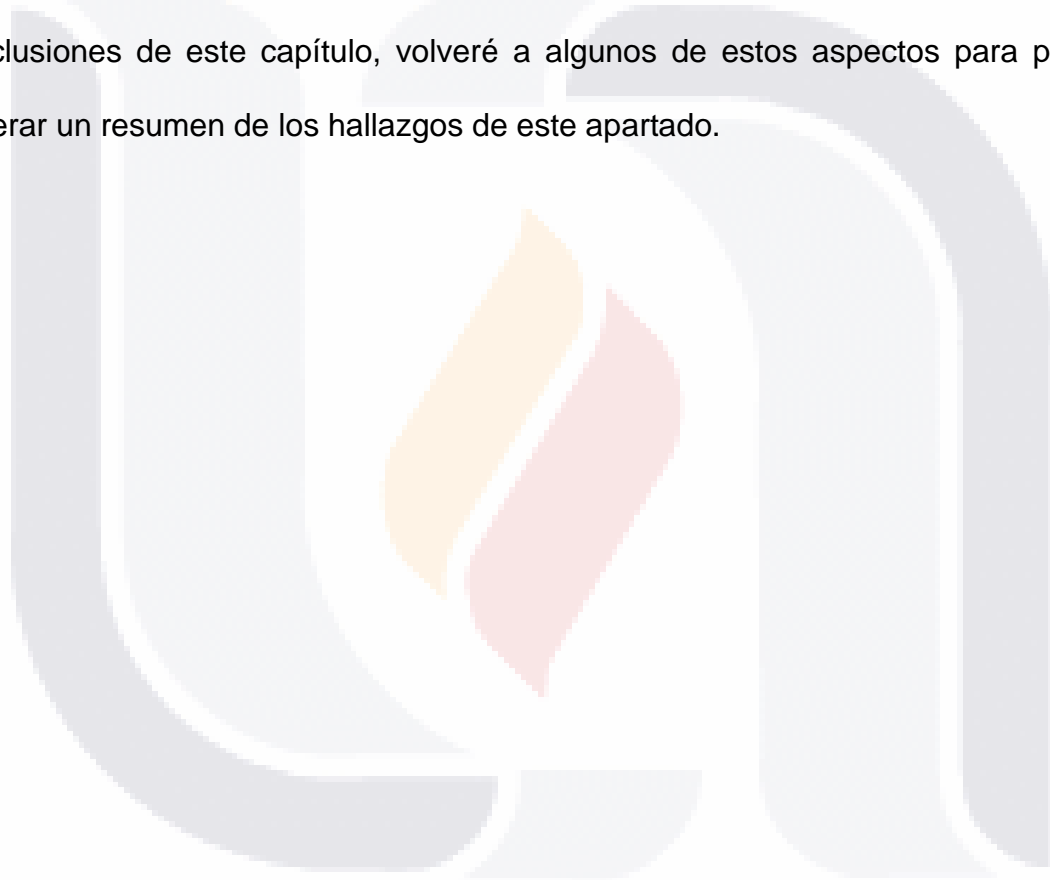 clusiones de este capítulo, volveré a algunos de estos aspectos para p
erar un resumen de los hallazgos de este apartado.